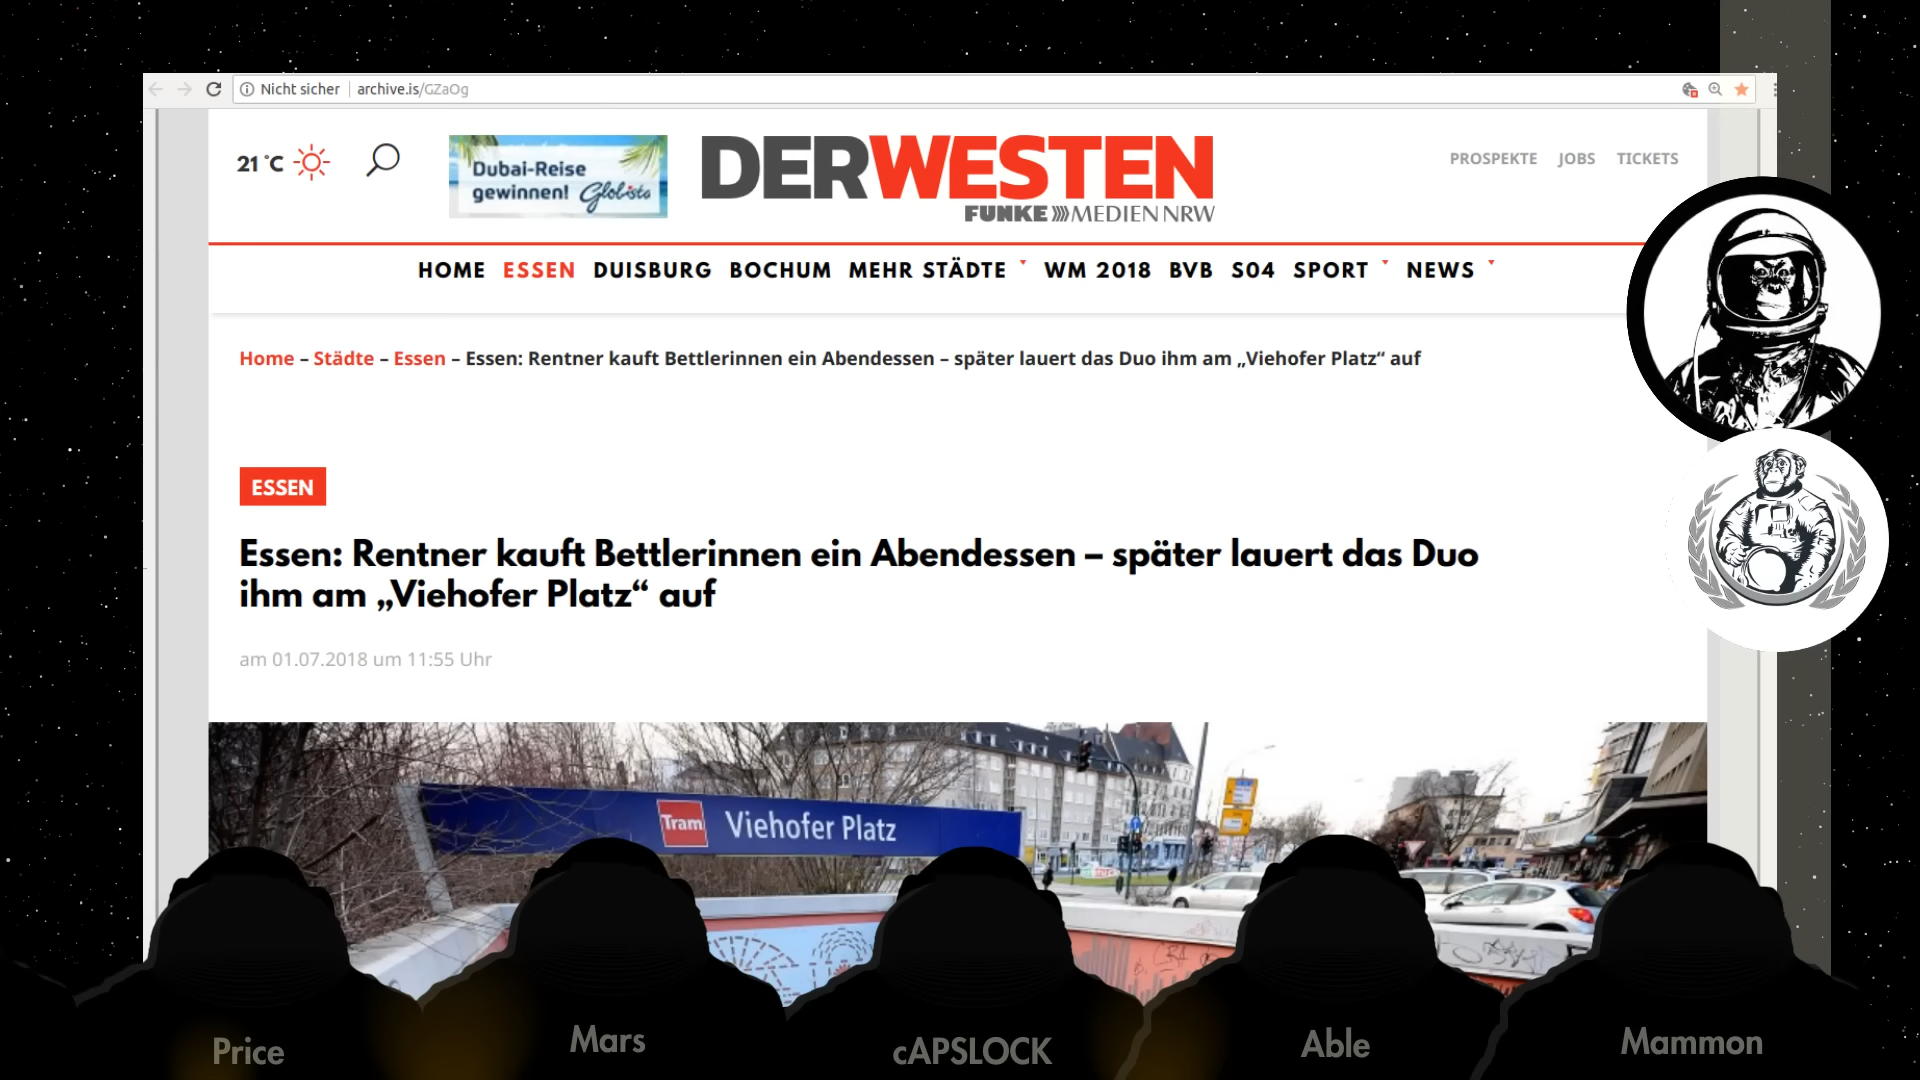 Nicht sicher archive.is/GZaOg
21 °C
Dubai-Reise
gewinnen! Globista
DERWESTEN
FUNKE MEDIEN NRW
PROSPEKTE JOBS TICKETS
HOME ESSEN DUISBURG BOCHUM MEHR STÄDTE WM 2018 BVB S04 SPORT NEWS
Home – Städte – Essen – Essen: Rentner kauft Bettlerinnen ein Abendessen – später lauert das Duo ihm am „Viehofer Platz“ auf
ESSEN
Essen: Rentner kauft Bettlerinnen ein Abendessen – später lauert das Duo
ihm am „Viehofer Platz“ auf
am 01.07.2018 um 11:55 Uhr
Tram Viehofer Platz
Price Mars cAPSLOCK Able Mammon